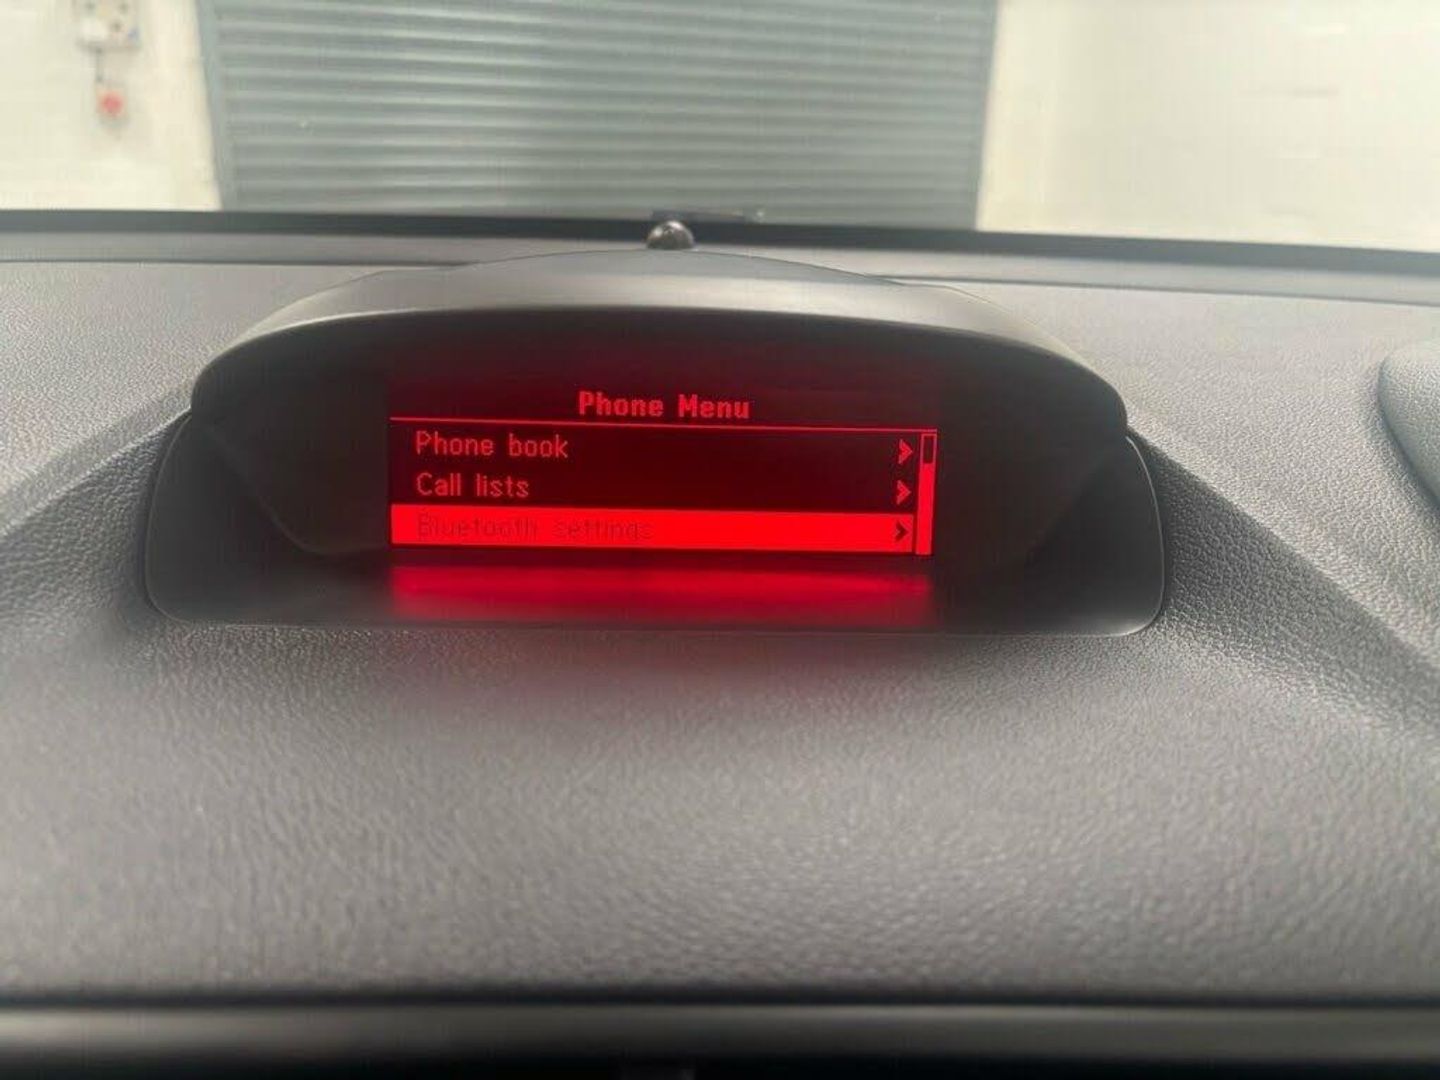 Phone Menu
Phone book
Call lists
Bluetooth settings